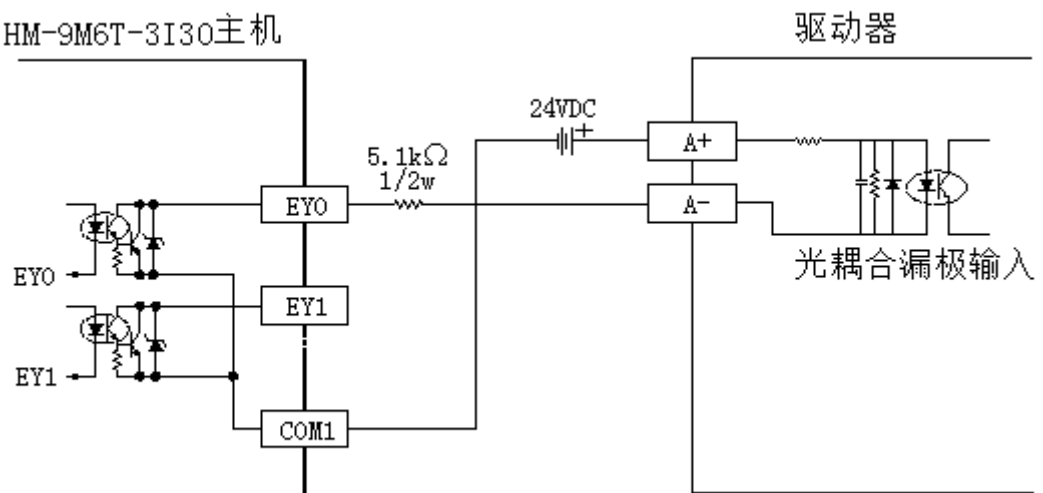 HM-9M6T-3I30主机
驱动器
24VDC
+
5.1kΩ
1/2w
A+
EY0
A-
EY0
光耦合漏极输入
EY1
EY1
COM1